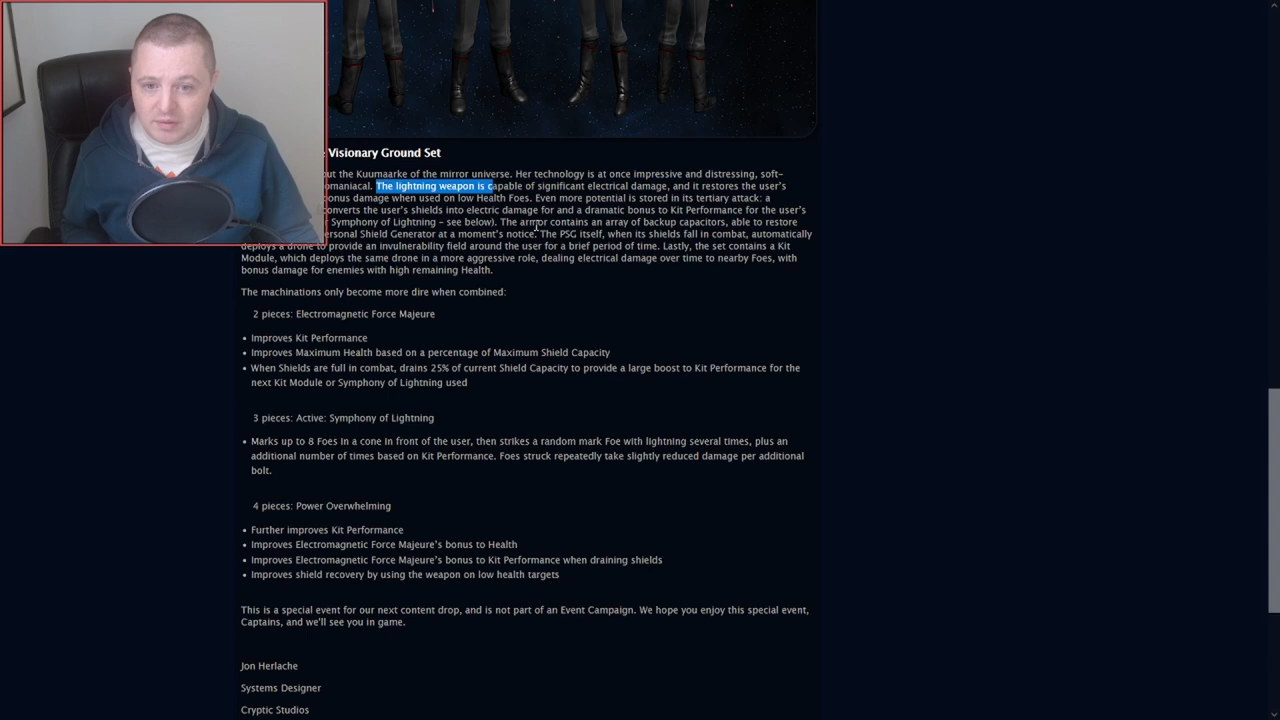 Visionary Ground Set
out the Kuumaarke of the mirror universe. Her technology is at once impressive and distressing, soft-
omaniacal. The lightning weapon is capable of significant electrical damage, and it restores the user's
onus damage when used on low Health Foes. Even more potential is stored in its tertiary attack: a
onverts the user's shields into electric damage for and a dramatic bonus to Kit Performance for the user's
r Symphony of Lightning - see below). The armor contains an array of backup capacitors, able to restore
ersonal Shield Generator at a moment's notice. The PSG itself, when its shields fall in combat, automatically
deploys a drone to provide an invulnerability field around the user for a brief period of time. Lastly, the set contains a Kit
Module, which deploys the same drone in a more aggressive role, dealing electrical damage over time to nearby Foes, with
bonus damage for enemies with high remaining Health.
The machinations only become more dire when combined:
2 pieces: Electromagnetic Force Majeure
• Improves Kit Performance
• Improves Maximum Health based on a percentage of Maximum Shield Capacity
• When Shields are full in combat, drains 25% of current Shield Capacity to provide a large boost to Kit Performance for the
next Kit Module or Symphony of Lightning used
3 pieces: Active: Symphony of Lightning
• Marks up to 8 Foes in a cone in front of the user, then strikes a random mark Foe with lightning several times, plus an
additional number of times based on Kit Performance. Foes struck repeatedly take slightly reduced damage per additional
bolt.
4 pieces: Power Overwhelming
• Further improves Kit Performance
• Improves Electromagnetic Force Majeure's bonus to Health
• Improves Electromagnetic Force Majeure's bonus to Kit Performance when draining shields
• Improves shield recovery by using the weapon on low health targets
This is a special event for our next content drop, and is not part of an Event Campaign. We hope you enjoy this special event,
Captains, and we'll see you in game.
Jon Herlache
Systems Designer
Cryptic Studios